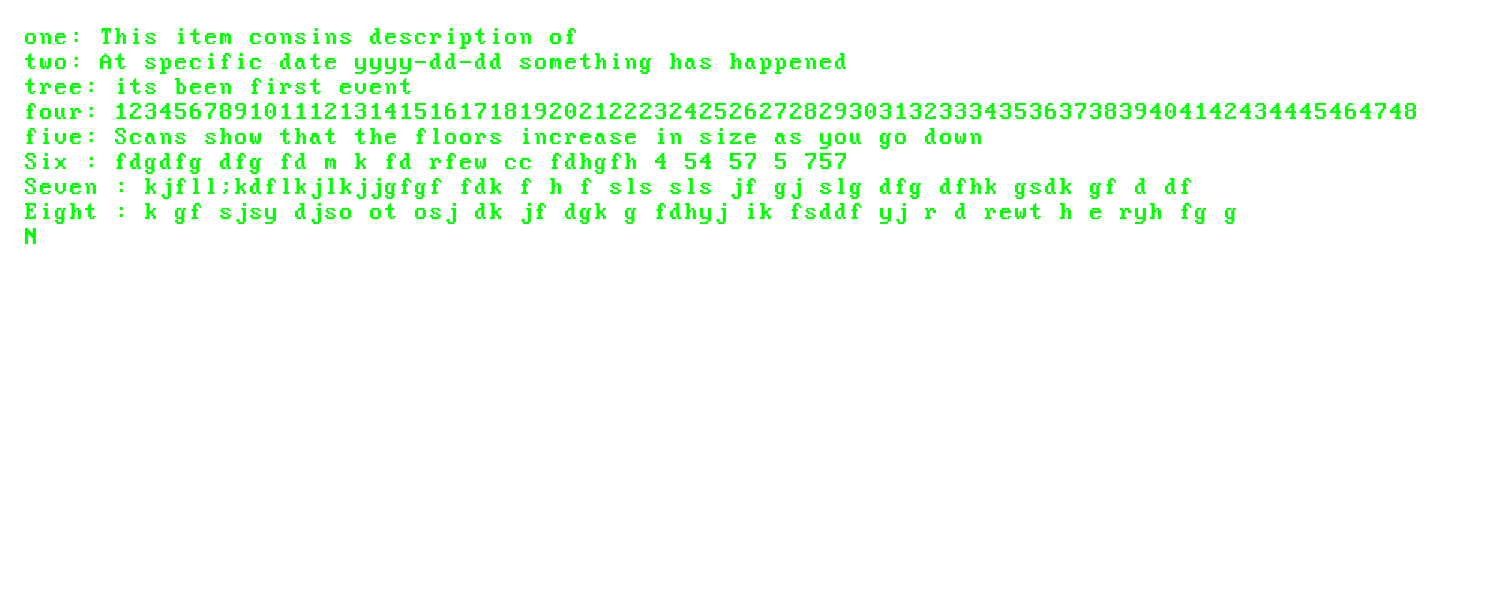 one: This item consins description of
two: At specific date yyyy-dd-dd something has happened
tree: its been first event
four: 123456789101112131415161718192021222324252627282930313233343536373839404142434445464748
five: Scans show that the floors increase in size as you go down
Six : fdgdfg dfg fd m k fd rfew cc fdhgfh 4 54 57 5 757
Seven : kjfll;kdflkjlkjjgfgf fdk f h f sls sls jf gj slg dfg dfhk gsdk gf d df
Eight : k gf sjsy djso ot osj dk jf dgk g fdhyj ik fsddf yj r d rewt h e ryh fg g
N